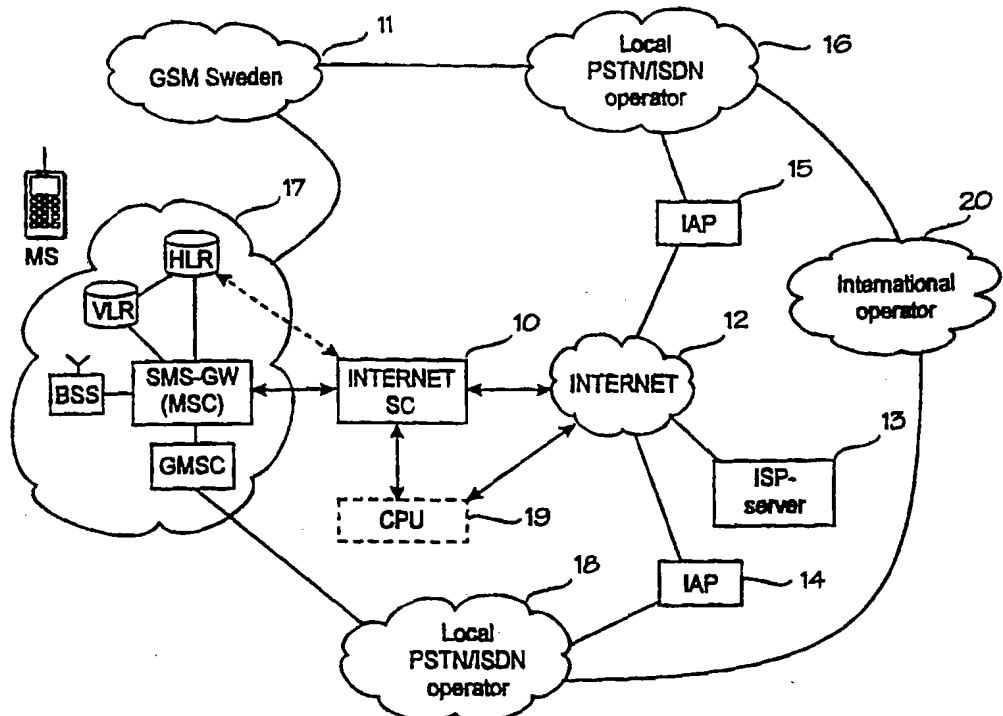 11
GSM Sweden
Local
PSTN/ISDN
operator
16
MS
17
HLR
VLR
BSS
SMS-GW
(MSC)
GMSC
10
INTERNET
SC
CPU
19
12
INTERNET
15
IAP
20
International
operator
13
ISP-
server
IAP
14
18
Local
PSTN/ISDN
operator